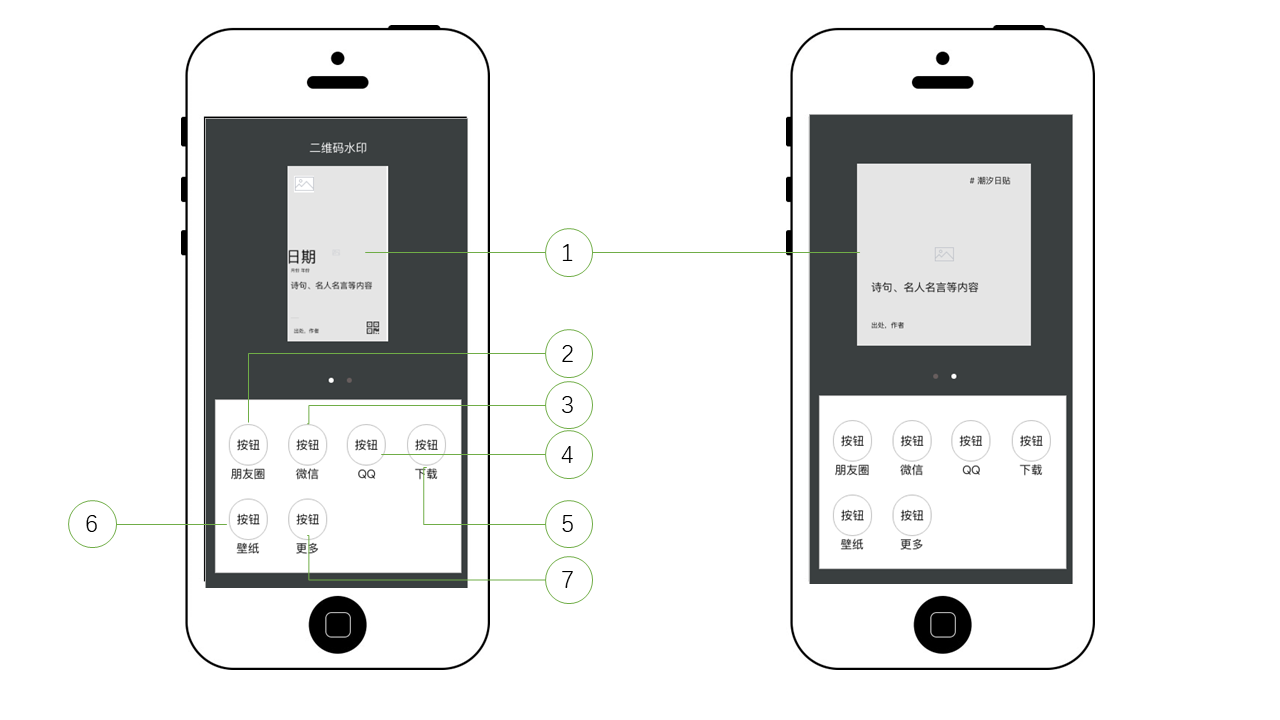 二维码水印
日期
诗句、名人名言等内容
出处，作者
# 潮汐日贴
诗句、名人名言等内容
出处，作者
1
2
3
4
5
6
7
按钮 按钮 按钮 按钮
朋友圈 微信 QQ 下载
按钮 按钮
壁纸 更多
按钮 按钮 按钮 按钮
朋友圈 微信 QQ 下载
按钮 按钮
壁纸 更多